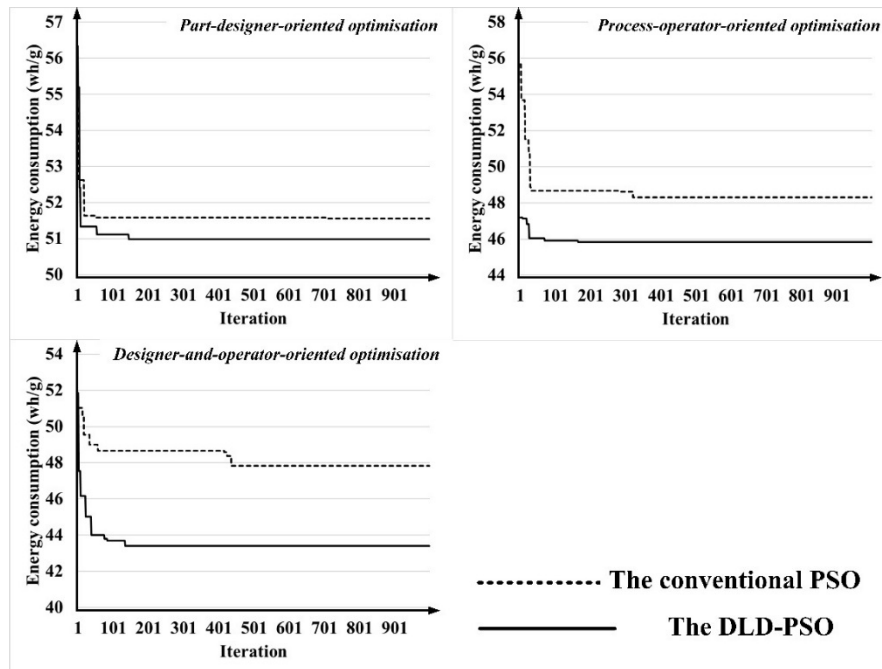 Part-designer-oriented optimisation
Energy consumption (wh/g)
57
56
55
54
53
52
51
50
1 101 201 301 401 501 601 701 801 901
Iteration
Process-operator-oriented optimisation
Energy consumption (wh/g)
58
56
54
52
50
48
46
44
1 101 201 301 401 501 601 701 801 901
Iteration
Designer-and-operator-oriented optimisation
Energy consumption (wh/g)
54
52
50
48
46
44
42
40
1 101 201 301 401 501 601 701 801 901
Iteration
The conventional PSO
The DLD-PSO